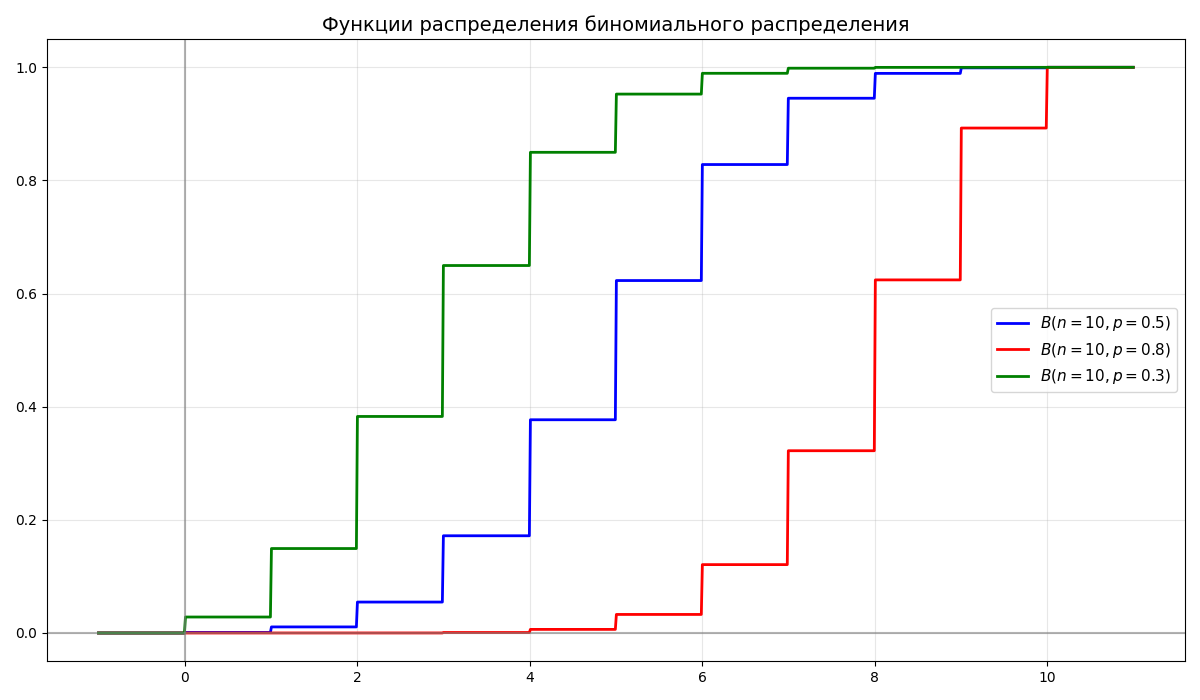 Функции распределения биномиального распределения
1.0
0.8
0.6
0.4
0.2
0.0
B(n = 10, p = 0.5)
B(n = 10, p = 0.8)
B(n = 10, p = 0.3)
0 2 4 6 8 10